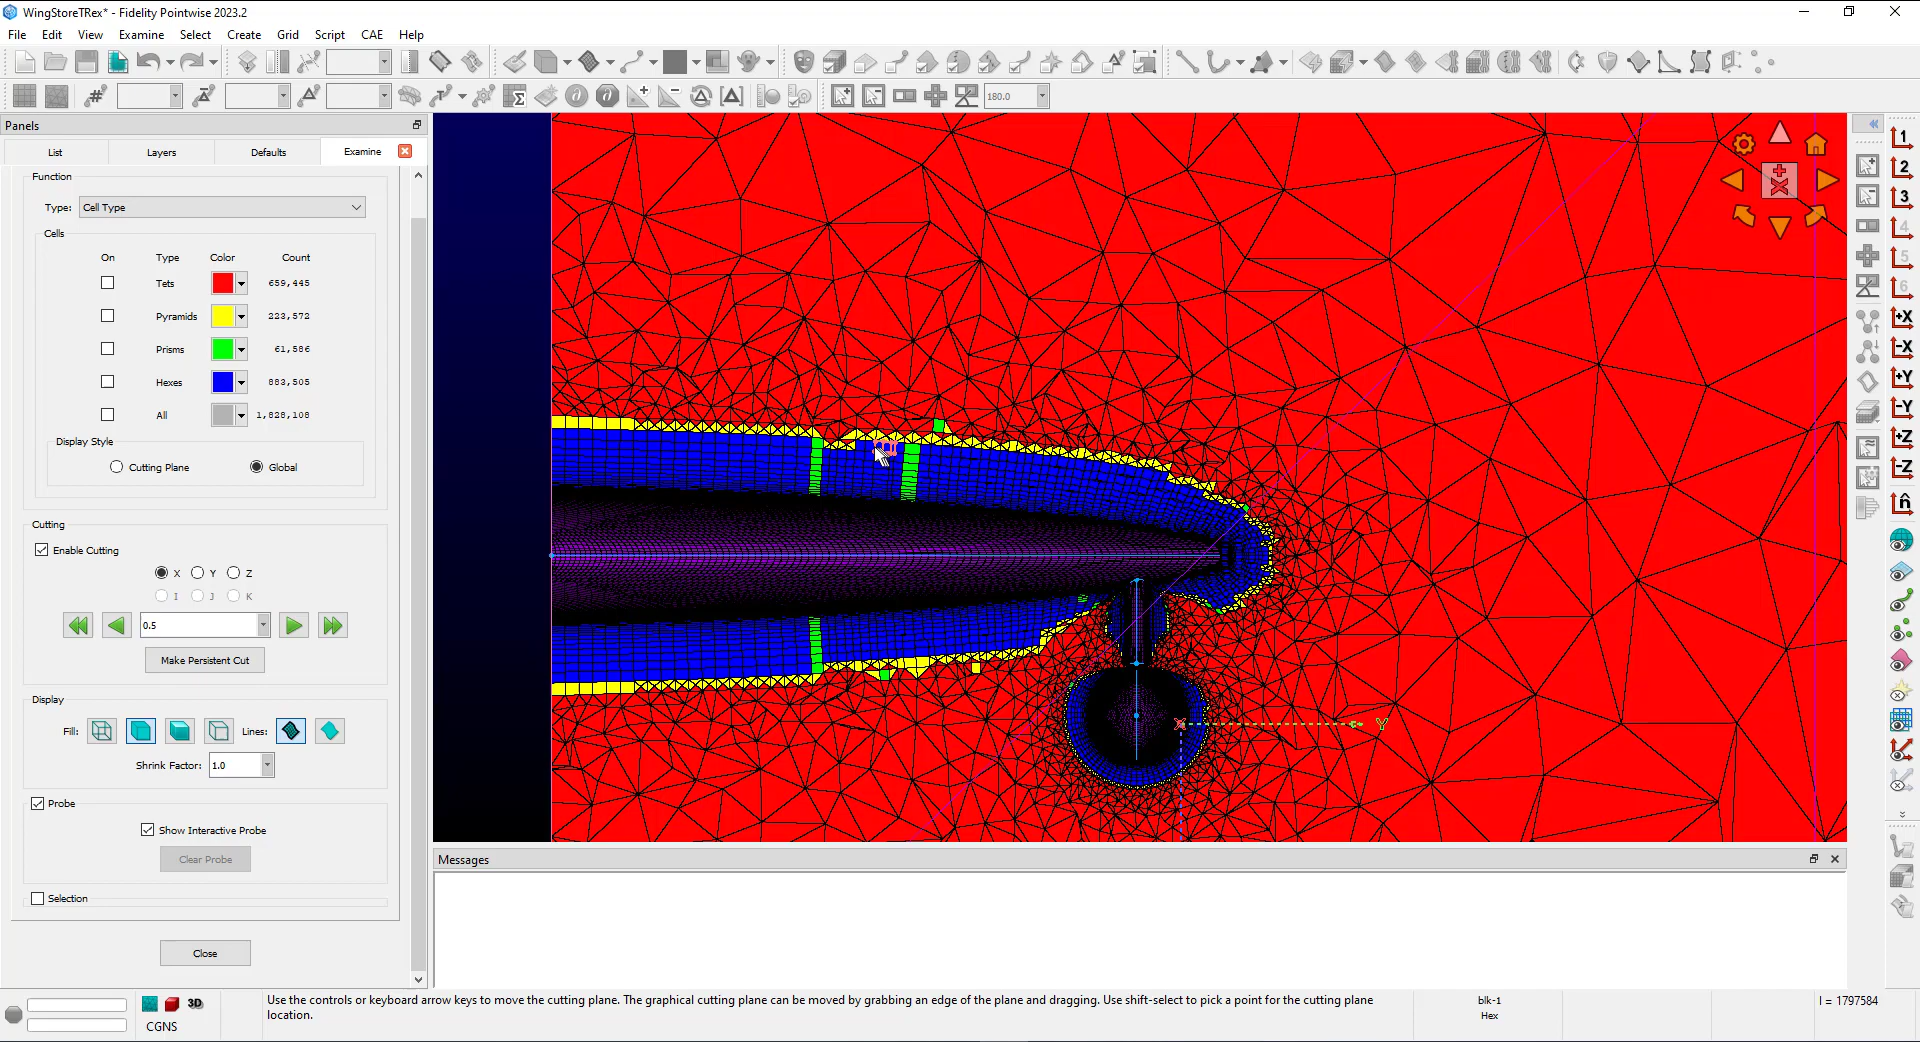 WingStoreTRex* - Fidelity Pointwise 2023.2
File Edit View Examine Select Create Grid Script CAE Help
180.0
Panels
List Layers Defaults Examine
Function
Type: Cell Type
Cells
On Type Color Count
Tets 659,445
Pyramids 223,572
Prisms 61,586
Hexes 883,505
All 1,828,108
Display Style
Cutting Plane Global
Cutting
Enable Cutting
X Y Z
I J K
0.5
Make Persistent Cut
Display
Fill: Lines:
Shrink Factor: 1.0
Probe
Show Interactive Probe
Clear Probe
Selection
Close
X Y
1
2
3
4
5
6
+X
-X
+Y
-Y
+Z
-Z
n̂
Messages
3D
CGNS
Use the controls or keyboard arrow keys to move the cutting plane. The graphical cutting plane can be moved by grabbing an edge of the plane and dragging. Use shift-select to pick a point for the cutting plane
location.
blk-1
Hex
I = 1797584